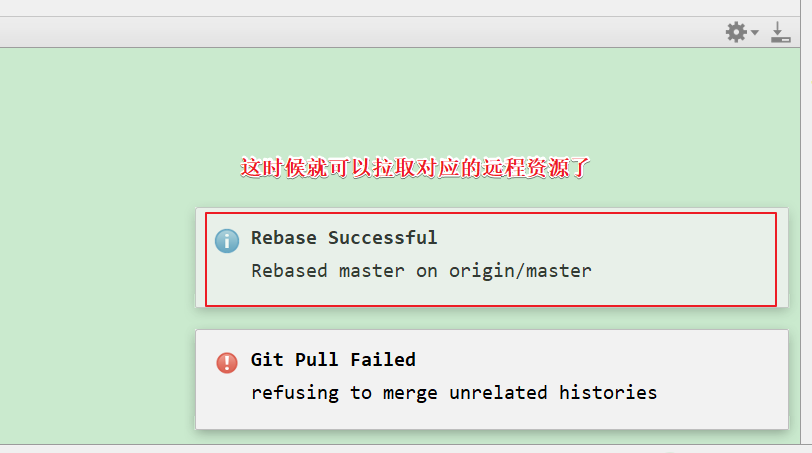 这时候就可以拉取对应的远程资源了
Rebase Successful
Rebased master on origin/master
Git Pull Failed
refusing to merge unrelated histories